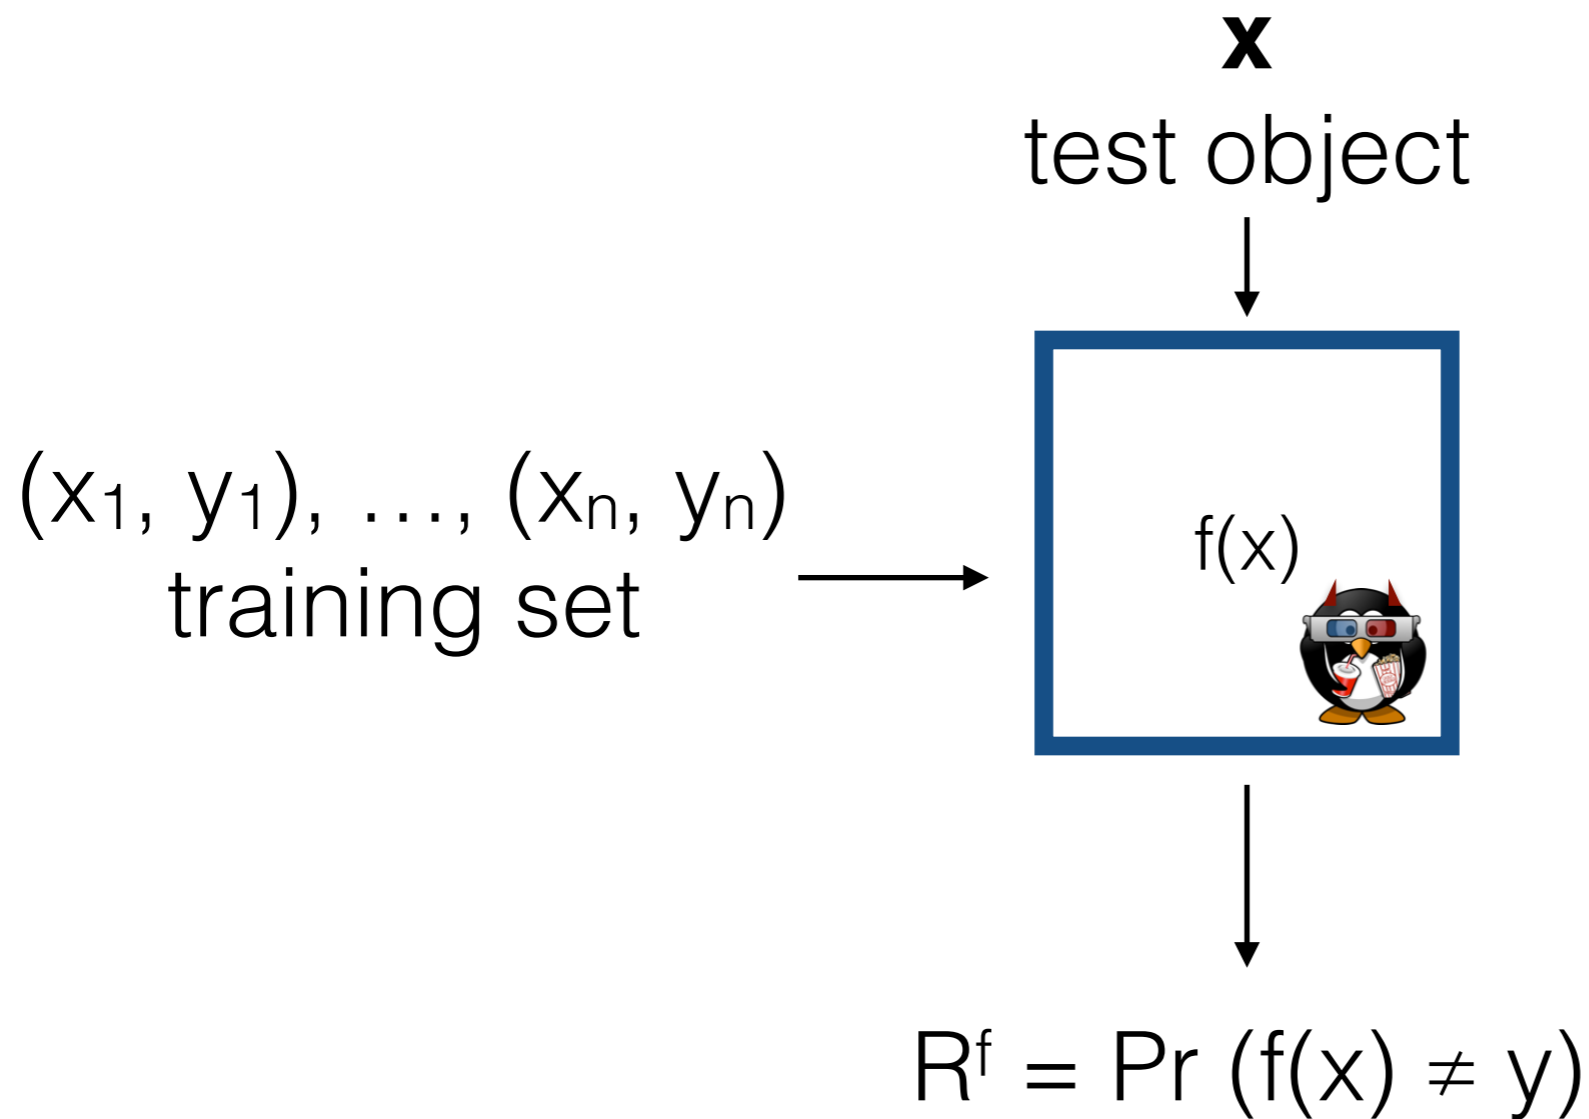 x
test object
(x₁, y₁), …, (xₙ, yₙ)
training set
f(x)
Rᶠ = Pr (f(x) ≠ y)